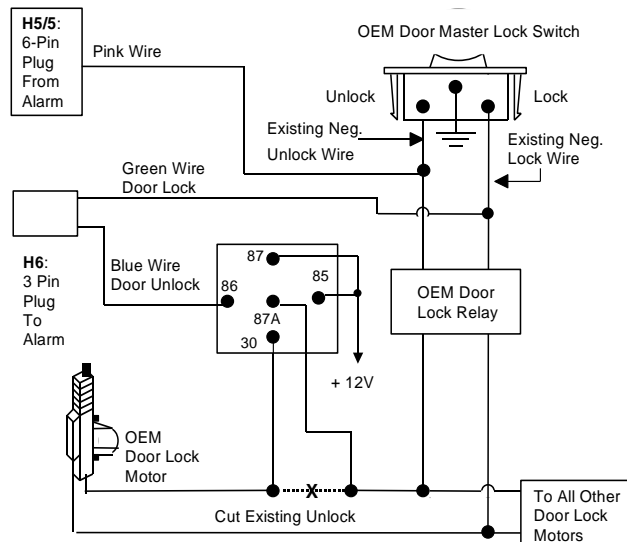 H5/5:
6-Pin
Plug
From
Alarm
Pink Wire
OEM Door Master Lock Switch
Unlock
Lock
Existing Neg.
Unlock Wire
Existing Neg.
Lock Wire
Green Wire
Door Lock
H6:
3 Pin
Plug
To
Alarm
Blue Wire
Door Unlock
87
86
85
87A
30
+ 12V
OEM Door
Lock Relay
OEM
Door Lock
Motor
X
Cut Existing Unlock
To All Other
Door Lock
Motors